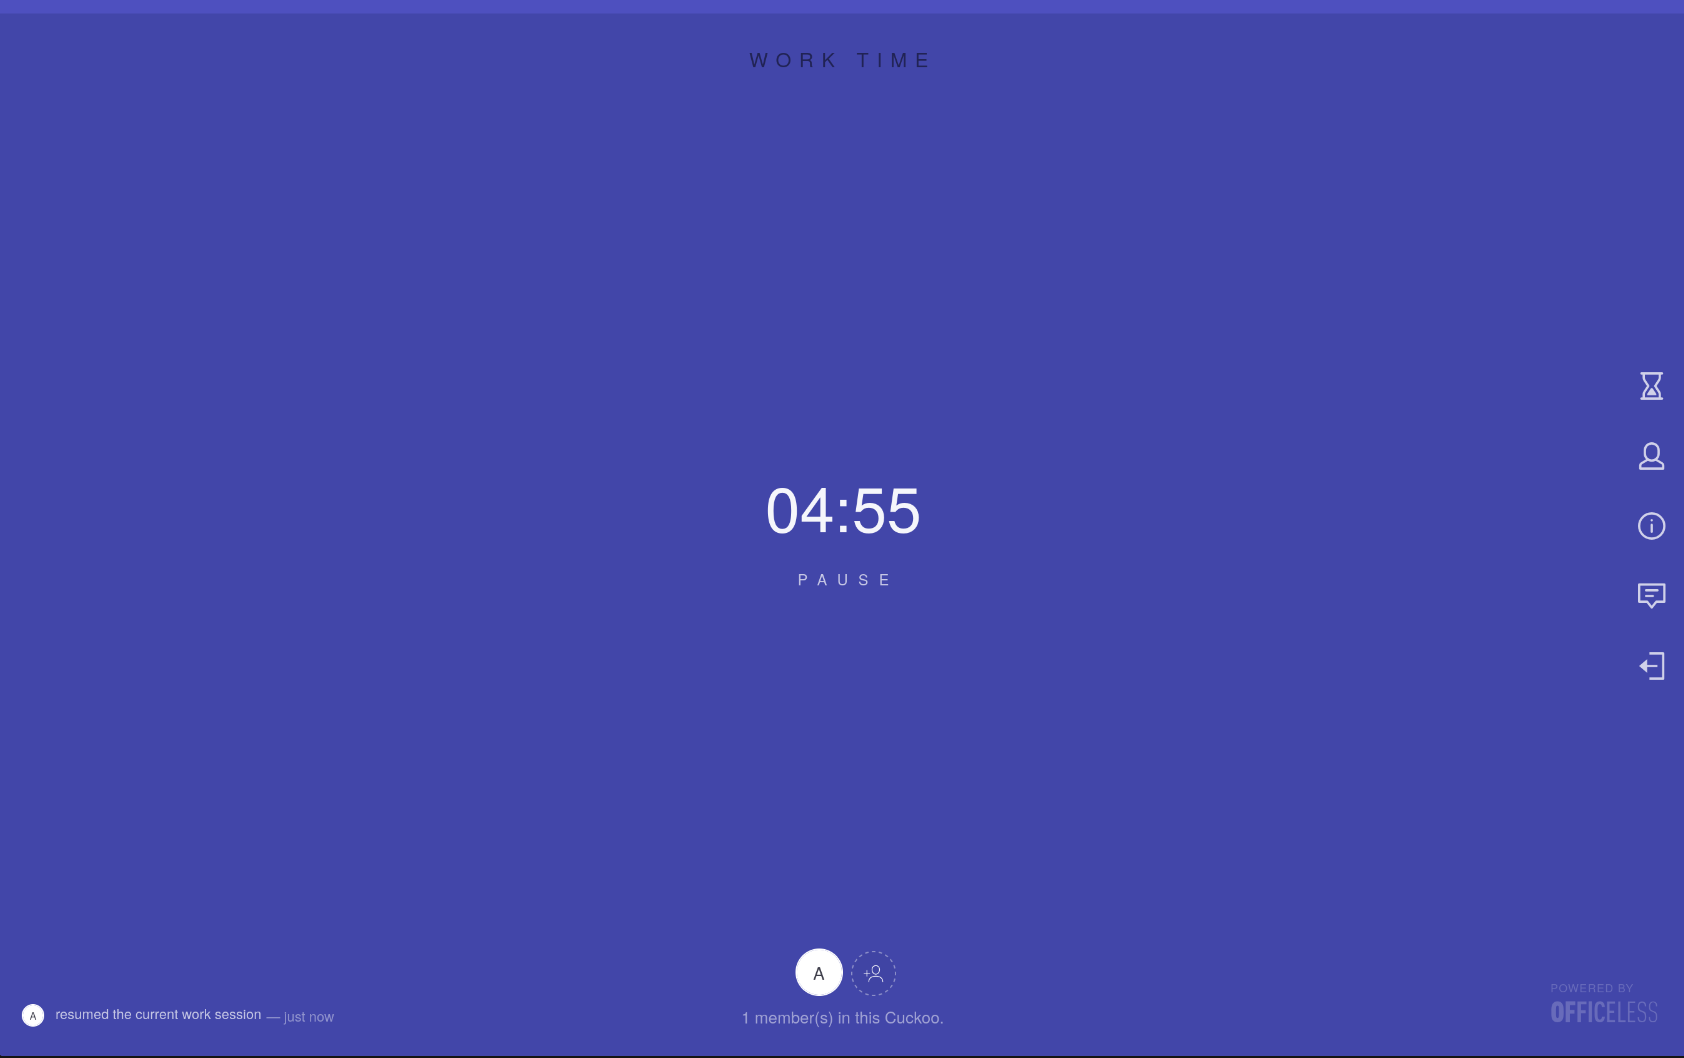 WORK TIME
04:55
PAUSE
A
1 member(s) in this Cuckoo.
A resumed the current work session — just now
POWERED BY
OFFICELESS